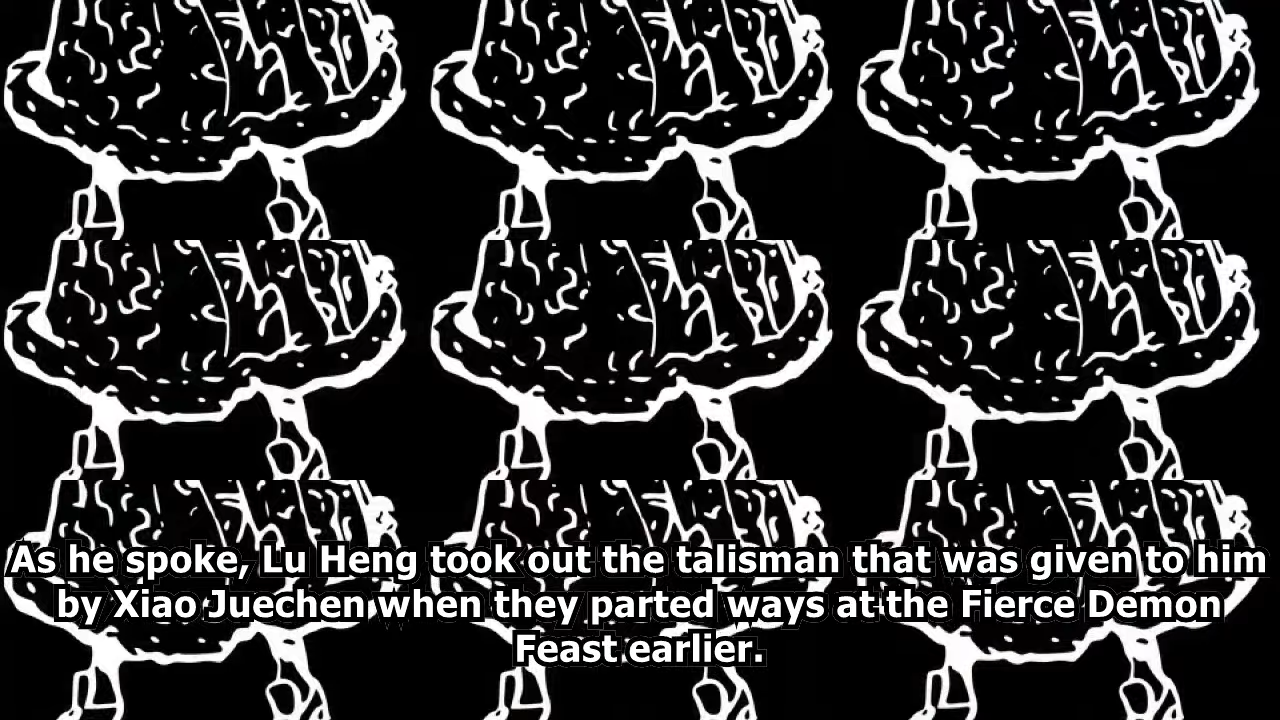 As he spoke, Lu Heng took out the talisman that was given to him
by Xiao Juechen when they parted ways at the Fierce Demon
Feast earlier.